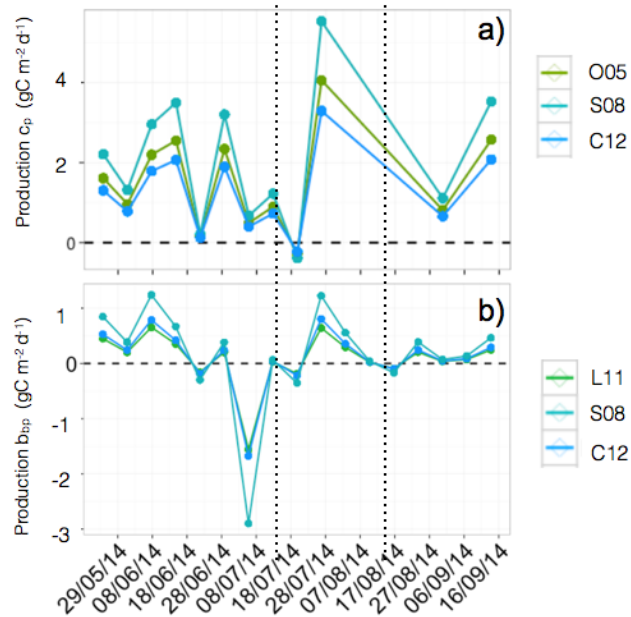 a)
Production cp (gC m-2 d-1)
4
2
0
O05
S08
C12
b)
Production bbp (gC m-2 d-1)
1
0
-1
-2
-3
L11
S08
C12
29/05/14
08/06/14
18/06/14
28/06/14
08/07/14
18/07/14
28/07/14
07/08/14
17/08/14
27/08/14
06/09/14
16/09/14